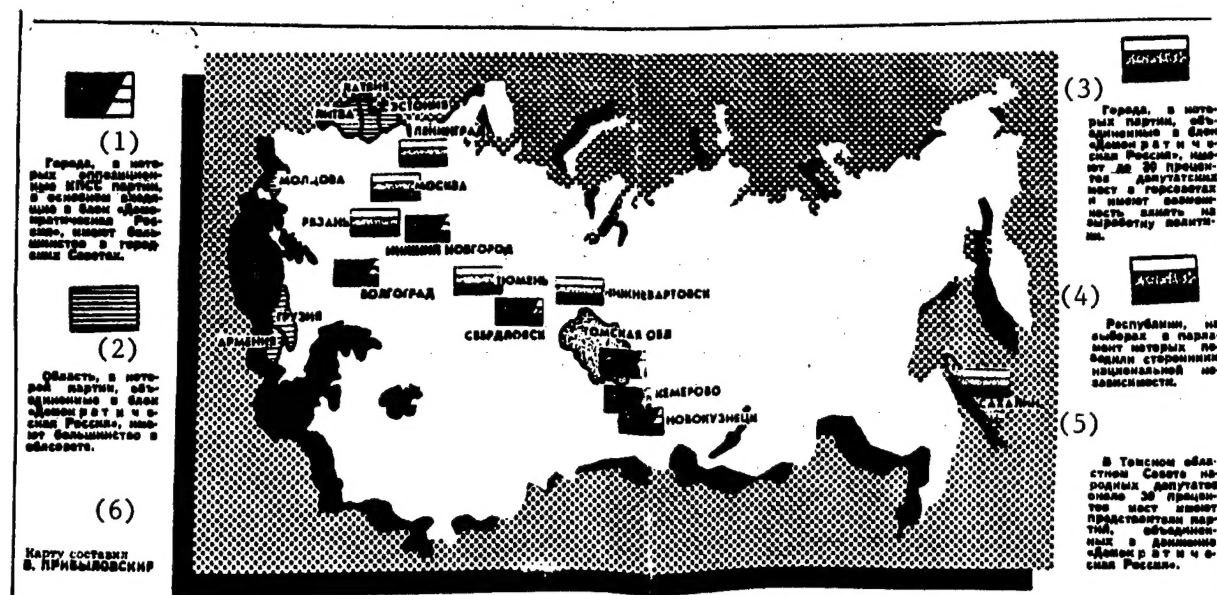 (1)
Города, в кото-
рых оппозицион-
ные КПСС партии,
в основном входя-
щие в блок «Демо-
кратическая Рос-
сия», имеют боль-
шинство в город-
ских Советах.
(2)
Область, в кото-
рой партии, объ-
единенные в блок
«Демократиче-
ская Россия», име-
ют большинство в
облсовете.
(6)
Карту составил
В. ПРИБЫЛОВСКИЙ
ЛАТВИЯ
ЭСТОНИЯ
ЛИТВА
ЛЕНИНГРАД
МОЛДОВА
МОСКВА
РЯЗАНЬ
НИЖНИЙ НОВГОРОД
ВОЛГОГРАД
ТЮМЕНЬ
НИЖНЕВАРТОВСК
СВЕРДЛОВСК
ГРУЗИЯ
АРМЕНИЯ
ТОМСКАЯ ОБЛ
КЕМЕРОВО
НОВОКУЗНЕЦК
САХАЛИН
(3)
Города, в кото-
рых партии, объ-
единенные в блок
«Демократиче-
ская Россия», име-
ют до 30 процен-
тов депутатских
мест в горсоветах
и имеют возмож-
ность влиять на
выработку полити-
ки.
(4)
Республики, на
выборах в парла-
мент которых по-
бедили сторонники
национальной не-
зависимости.
(5)
В Томском обла-
стном Совете на-
родных депутатов
около 30 процен-
тов мест имеют
представители пар-
тий, объединен-
ных в движение
«Демократиче-
ская Россия».